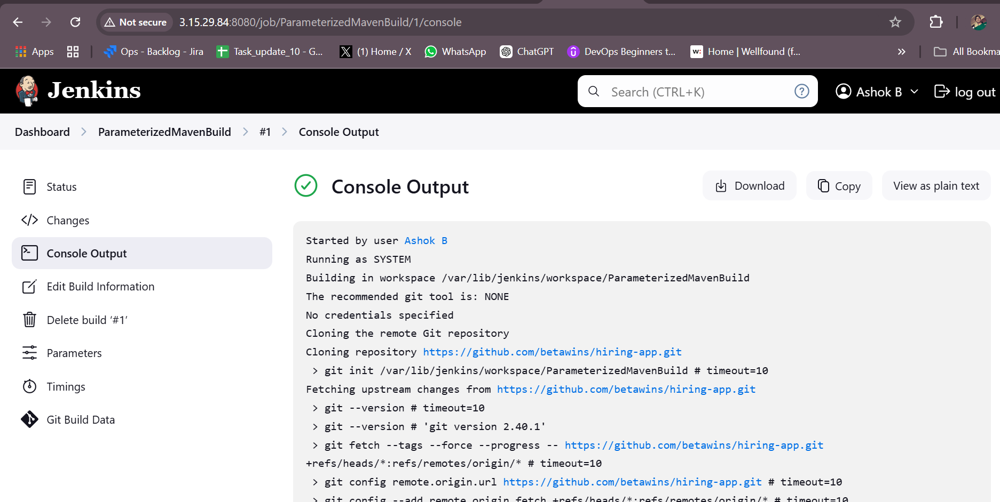 Not secure 3.15.29.84:8080/job/ParameterizedMavenBuild/1/console
Apps Ops - Backlog - Jira Task_update_10 - G... (1) Home / X WhatsApp ChatGPT DevOps Beginners t... w: Home | Wellfound (f... » All Bookma
Jenkins Search (CTRL+K) ? Ashok B log out
Dashboard > ParameterizedMavenBuild > #1 > Console Output
Status
Changes
Console Output
Edit Build Information
Delete build ‘#1’
Parameters
Timings
Git Build Data
Console Output Download Copy View as plain text
Started by user Ashok B
Running as SYSTEM
Building in workspace /var/lib/jenkins/workspace/ParameterizedMavenBuild
The recommended git tool is: NONE
No credentials specified
Cloning the remote Git repository
Cloning repository https://github.com/betawins/hiring-app.git
> git init /var/lib/jenkins/workspace/ParameterizedMavenBuild # timeout=10
Fetching upstream changes from https://github.com/betawins/hiring-app.git
> git --version # timeout=10
> git --version # 'git version 2.40.1'
> git fetch --tags --force --progress -- https://github.com/betawins/hiring-app.git
+refs/heads/*:refs/remotes/origin/* # timeout=10
> git config remote.origin.url https://github.com/betawins/hiring-app.git # timeout=10
> git config --add remote.origin.fetch +refs/heads/*:refs/remotes/origin/* # timeout=10